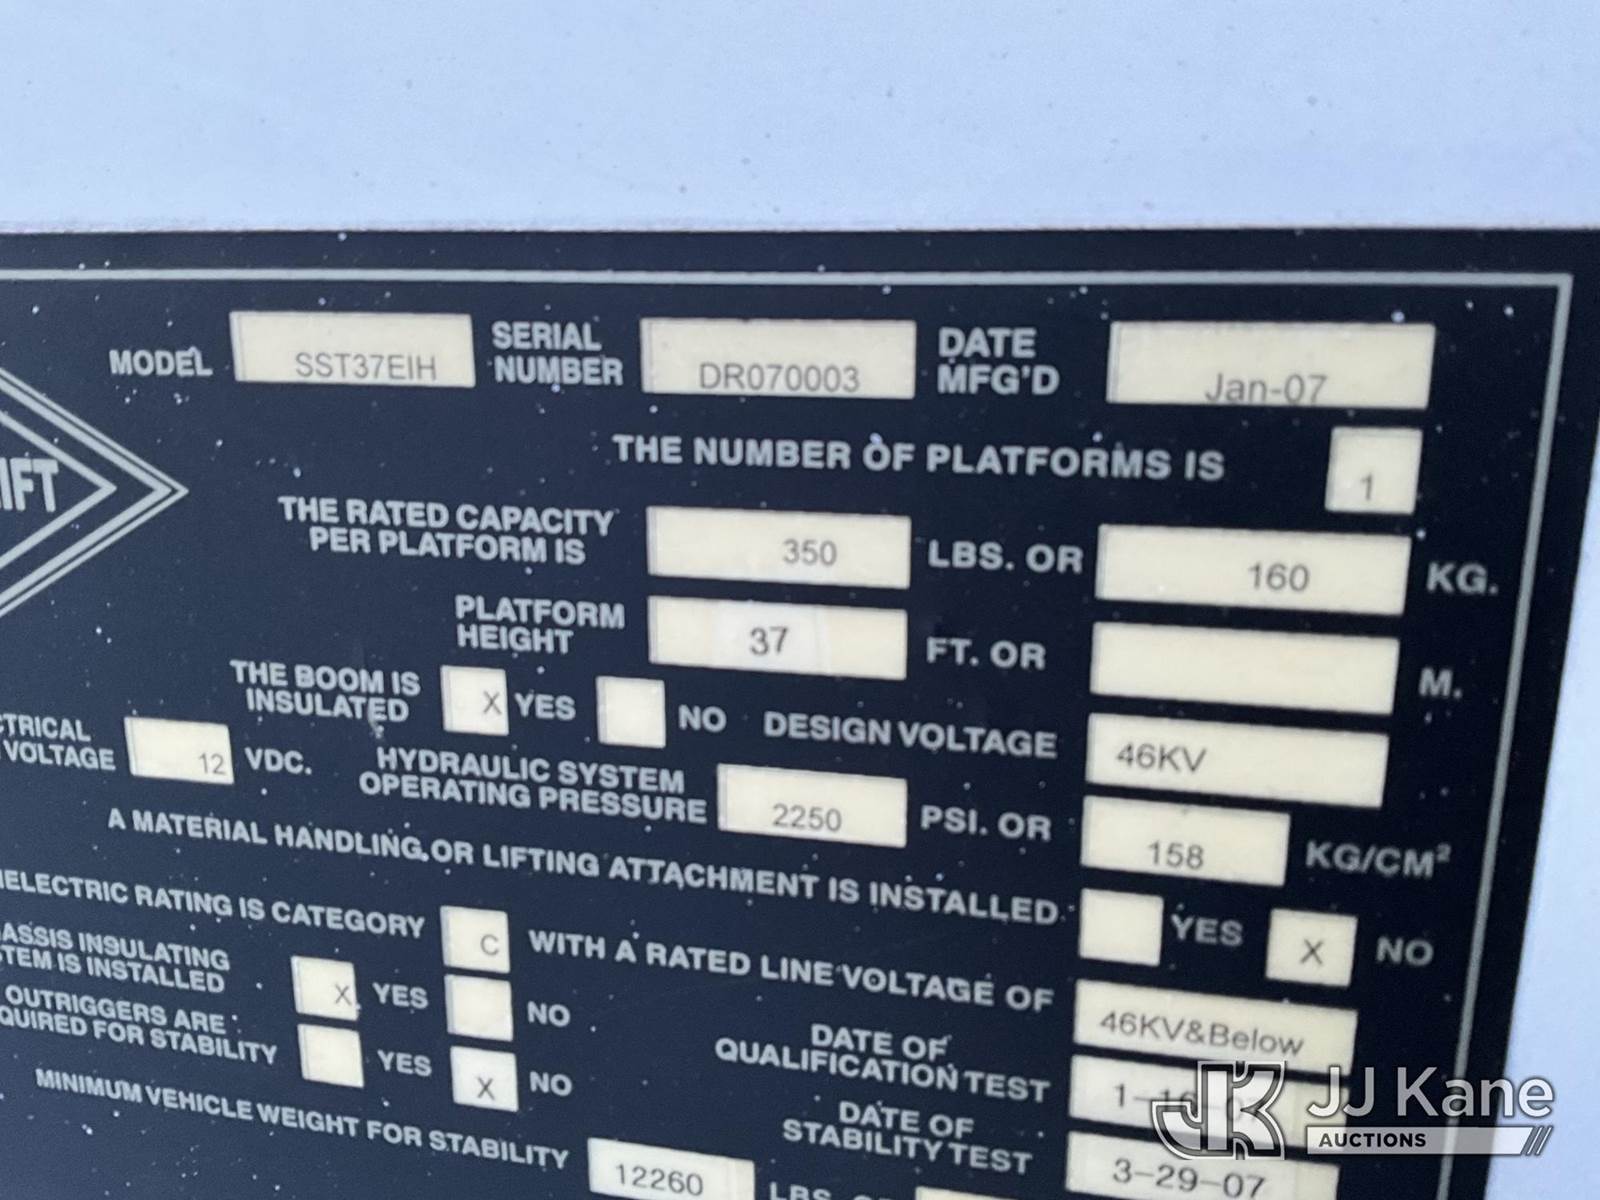 MODEL SST37EIH SERIAL NUMBER DR070003 DATE MFG'D Jan-07
THE NUMBER OF PLATFORMS IS 1
IFT
THE RATED CAPACITY PER PLATFORM IS 350 LBS. OR 160 KG.
PLATFORM HEIGHT 37 FT. OR M.
THE BOOM IS INSULATED X YES NO DESIGN VOLTAGE 46KV
CTRICAL VOLTAGE 12 VDC. HYDRAULIC SYSTEM OPERATING PRESSURE 2250 PSI. OR 158 KG/CM²
A MATERIAL HANDLING OR LIFTING ATTACHMENT IS INSTALLED YES X NO
IELECTRIC RATING IS CATEGORY C WITH A RATED LINE VOLTAGE OF 46KV&Below
ASSIS INSULATING STEM IS INSTALLED X YES NO
DATE OF QUALIFICATION TEST
OUTRIGGERS ARE QUIRED FOR STABILITY YES X NO
DATE OF STABILITY TEST 3-29-07
MINIMUM VEHICLE WEIGHT FOR STABILITY 12260 LBS
JJ Kane
AUCTIONS